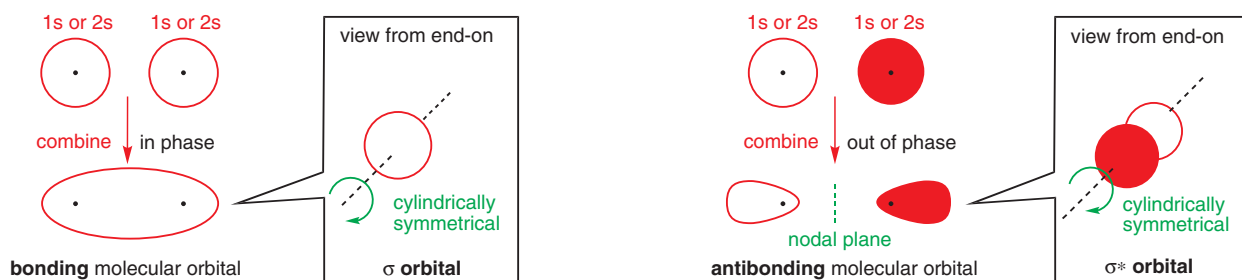 1s or 2s 1s or 2s
combine in phase
bonding molecular orbital
view from end-on
cylindrically
symmetrical
σ orbital
1s or 2s 1s or 2s
combine out of phase
nodal plane
antibonding molecular orbital
view from end-on
cylindrically
symmetrical
σ* orbital